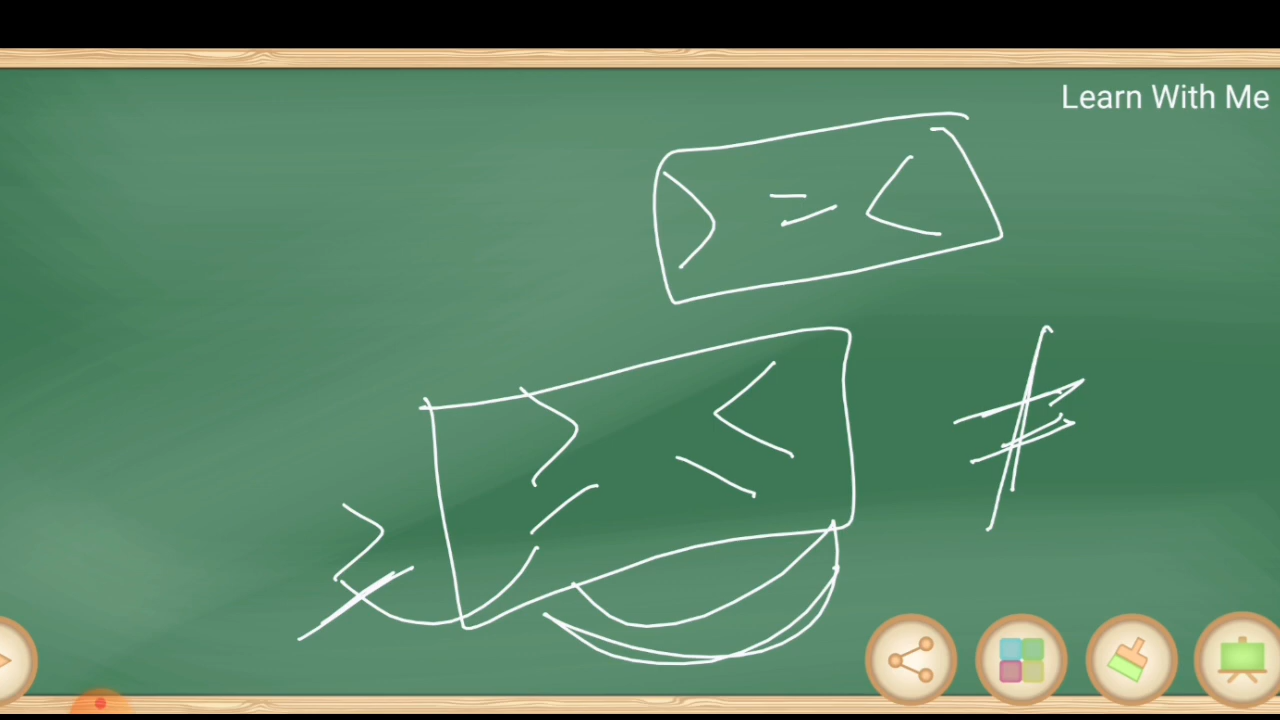 Learn With Me
> = <
≥ ≤
≠